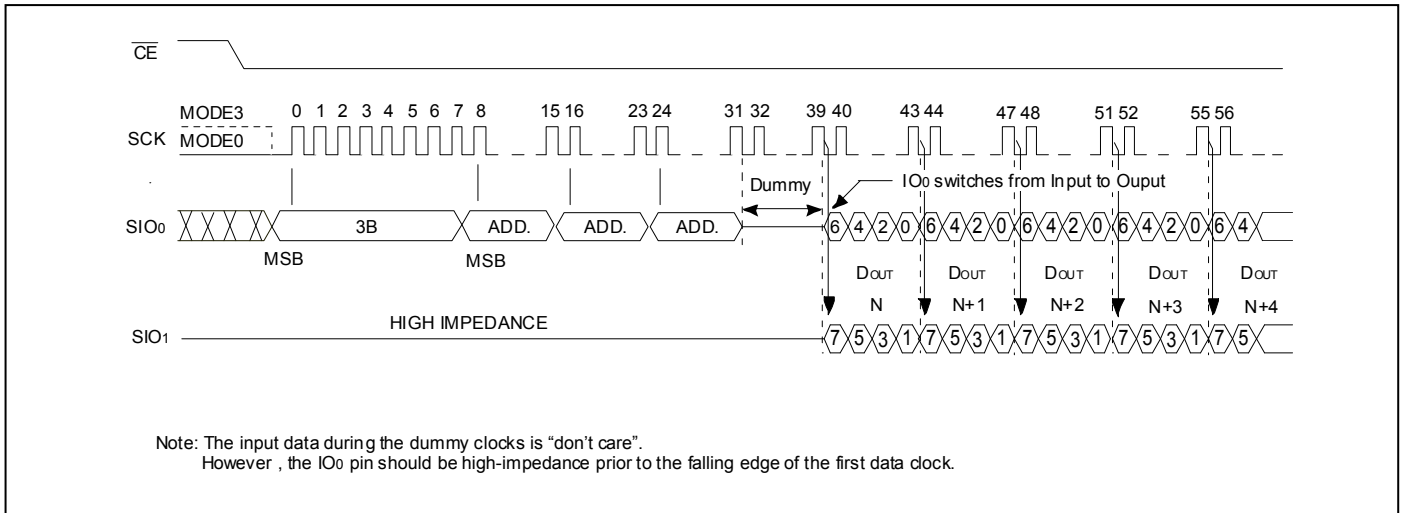 CE
MODE3 0 1 2 3 4 5 6 7 8 15 16 23 24 31 32 39 40 43 44 47 48 51 52 55 56
SCK MODE0
Dummy IO0 switches from Input to Ouput
SIO0 3B ADD. ADD. ADD. 6 4 2 0 6 4 2 0 6 4 2 0 6 4 2 0 6 4
MSB MSB
DOUT DOUT DOUT DOUT DOUT
N N+1 N+2 N+3 N+4
HIGH IMPEDANCE
SIO1 7 5 3 1 7 5 3 1 7 5 3 1 7 5 3 1 7 5
Note: The input data during the dummy clocks is “don’t care”.
However , the IO0 pin should be high-impedance prior to the falling edge of the first data clock.